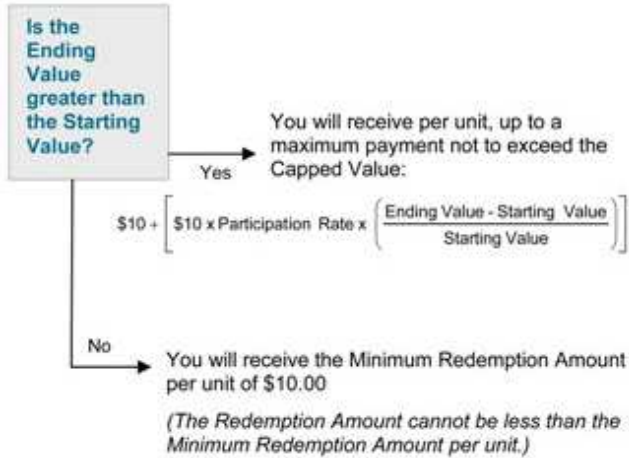 Is the
Ending
Value
greater than
the Starting
Value?
Yes
You will receive per unit, up to a
maximum payment not to exceed the
Capped Value:
$10 + [ $10 x Participation Rate x ( Ending Value - Starting Value
Starting Value ) ]
No
You will receive the Minimum Redemption Amount
per unit of $10.00
(The Redemption Amount cannot be less than the
Minimum Redemption Amount per unit.)